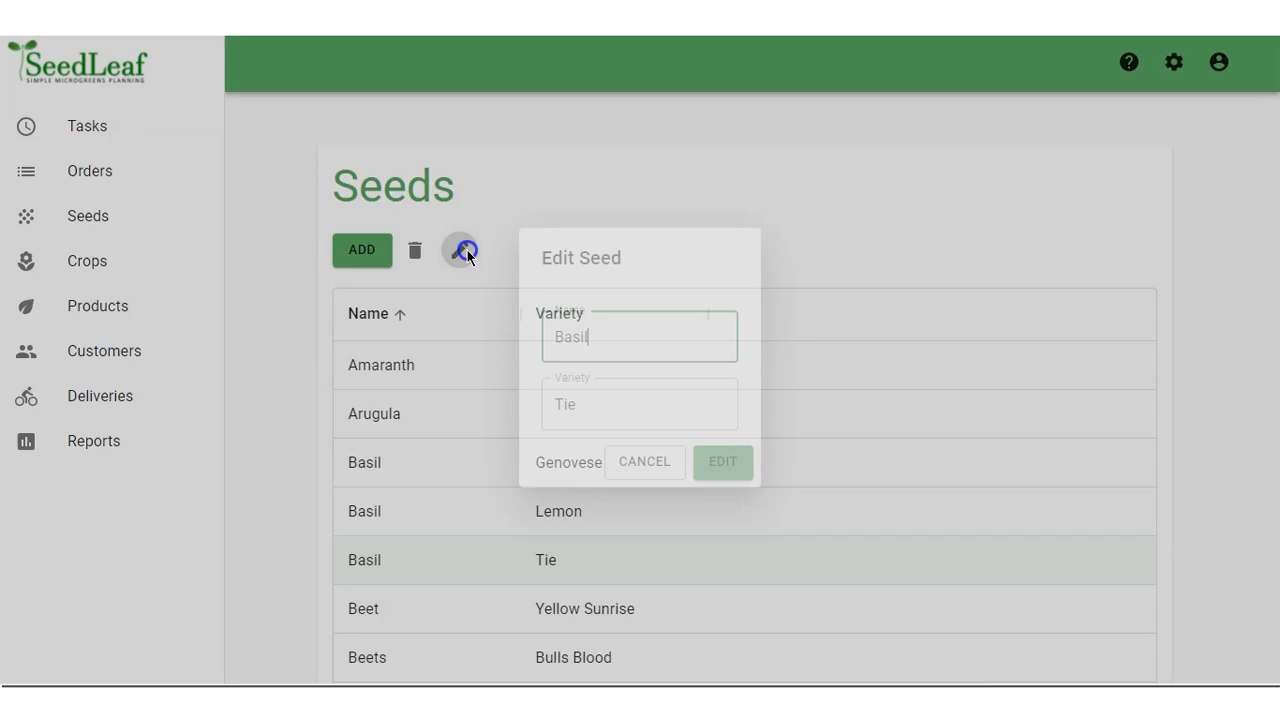 SeedLeaf
SIMPLE MICROGREENS PLANNING
Tasks
Orders
Seeds
Crops
Products
Customers
Deliveries
Reports
Seeds
ADD
Edit Seed
Name
Basil
Variety
Tie
CANCEL
EDIT
Name Variety
Amaranth
Arugula
Basil Genovese
Basil Lemon
Basil Tie
Beet Yellow Sunrise
Beets Bulls Blood